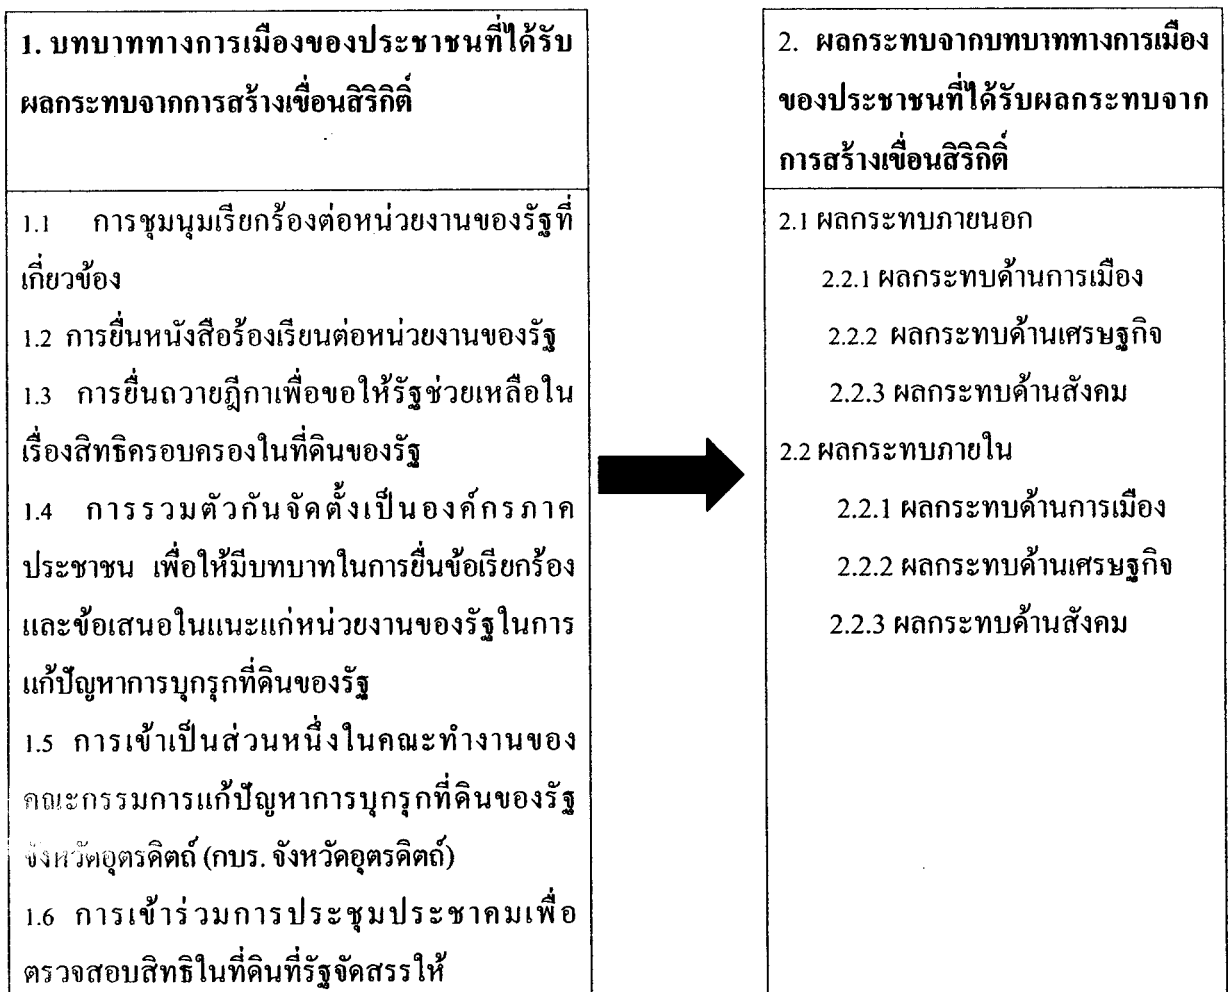 1. บทบาททางการเมืองของประชาชนที่ได้รับ
ผลกระทบจากการสร้างเขื่อนสิริกิติ์
1.1 การชุมนุมเรียกร้องต่อหน่วยงานของรัฐที่
เกี่ยวข้อง
1.2 การยื่นหนังสือร้องเรียนต่อหน่วยงานของรัฐ
1.3 การยื่นถวายฎีกาเพื่อขอให้รัฐช่วยเหลือใน
เรื่องสิทธิครอบครองในที่ดินของรัฐ
1.4 การรวมตัวกันจัดตั้งเป็นองค์กรภาค
ประชาชน เพื่อให้มีบทบาทในการยื่นข้อเรียกร้อง
และข้อเสนอในแนะแก่หน่วยงานของรัฐในการ
แก้ปัญหาการบุกรุกที่ดินของรัฐ
1.5 การเข้าเป็นส่วนหนึ่งในคณะทำงานของ
คณะกรรมการแก้ปัญหาการบุกรุกที่ดินของรัฐ
จังหวัดอุตรดิตถ์ (กบร. จังหวัดอุตรดิตถ์)
1.6 การเข้าร่วมการประชุมประชาคมเพื่อ
ตรวจสอบสิทธิในที่ดินที่รัฐจัดสรรให้
2. ผลกระทบจากบทบาททางการเมือง
ของประชาชนที่ได้รับผลกระทบจาก
การสร้างเขื่อนสิริกิติ์
2.1 ผลกระทบภายนอก
2.2.1 ผลกระทบด้านการเมือง
2.2.2 ผลกระทบด้านเศรษฐกิจ
2.2.3 ผลกระทบด้านสังคม
2.2 ผลกระทบภายใน
2.2.1 ผลกระทบด้านการเมือง
2.2.2 ผลกระทบด้านเศรษฐกิจ
2.2.3 ผลกระทบด้านสังคม